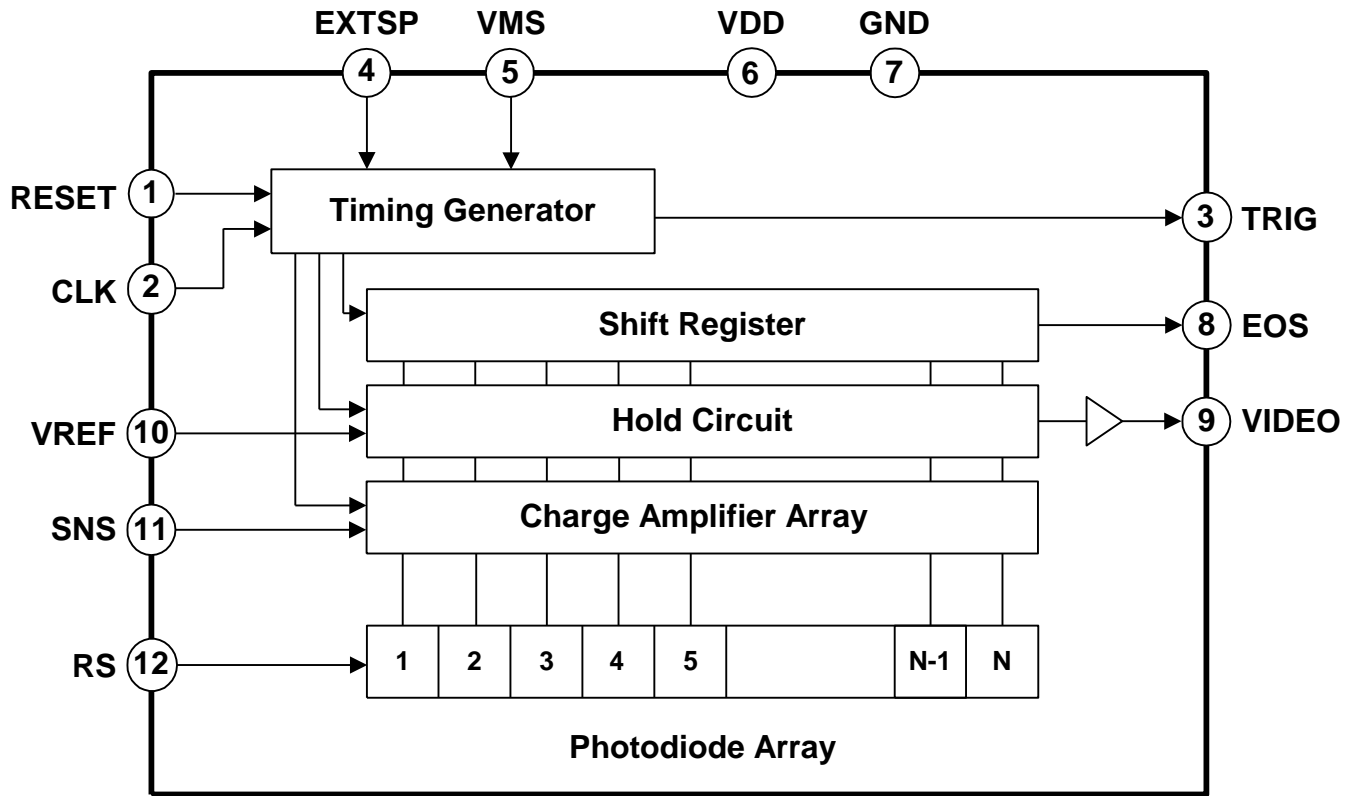 EXTSP VMS VDD GND
4 5 6 7
RESET 1 Timing Generator 3 TRIG
CLK 2
Shift Register 8 EOS
VREF 10 Hold Circuit 9 VIDEO
SNS 11 Charge Amplifier Array
RS 12 1 2 3 4 5 N-1 N
Photodiode Array